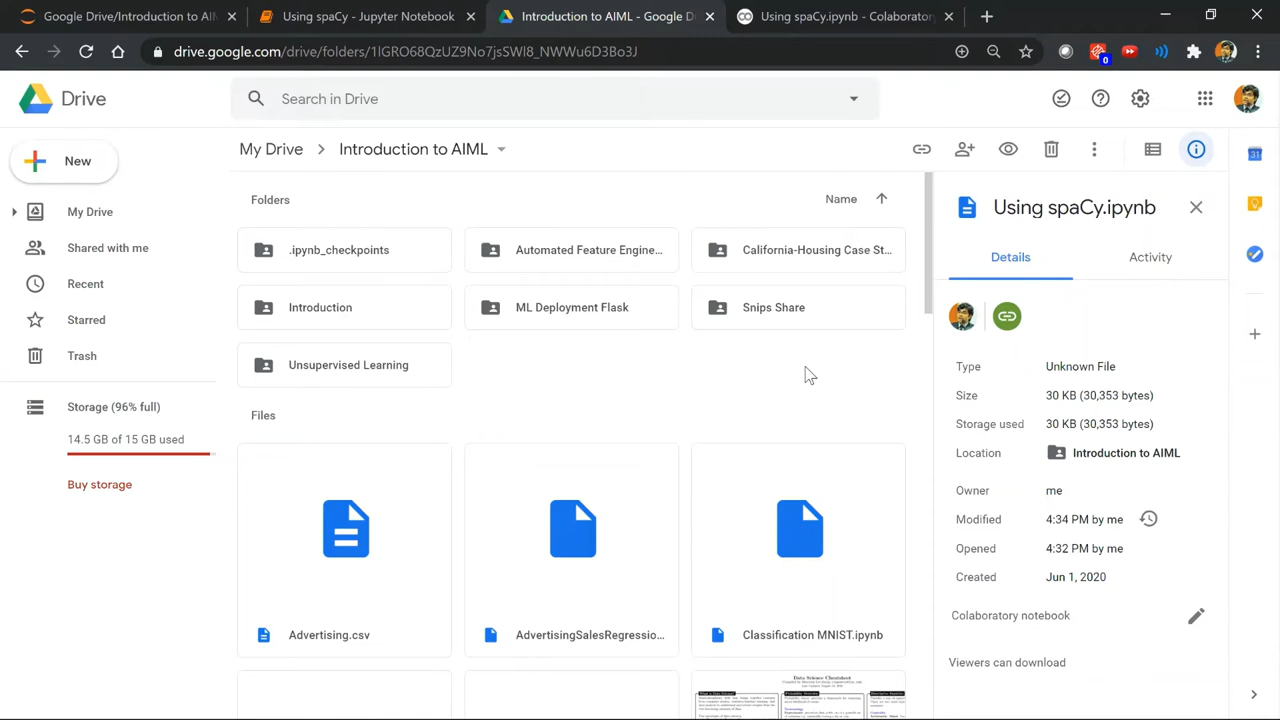 Drive/Introduction to AIM
Using spaCy - Jupyter Notebook
Introduction to AIML - Google D
Using spaCy.ipynb - Colaborator
drive.google.com/drive/folders/1lGRO68QzUZ9No7jsSWB_NWWu6D3Bo3J
0
Drive
Search in Drive
New
My Drive
Shared with me
Recent
Starred
Trash
Storage (96% full)
14.5 GB of 15 GB used
Buy storage
My Drive
Introduction to AIML
Folders
Name
.ipynb_checkpoints
Automated Feature Engine...
California-Housing Case St...
Introduction
ML Deployment Flask
Snips Share
Unsupervised Learning
Files
Advertising.csv
AdvertisingSalesRegressio...
Classification MNIST.ipynb
Data Science Cheatsheet
Using spaCy.ipynb
Details
Activity
Type Unknown File
Size 30 KB (30,353 bytes)
Storage used 30 KB (30,353 bytes)
Location Introduction to AIML
Owner me
Modified 4:34 PM by me
Opened 4:32 PM by me
Created Jun 1, 2020
Colaboratory notebook
Viewers can download
31